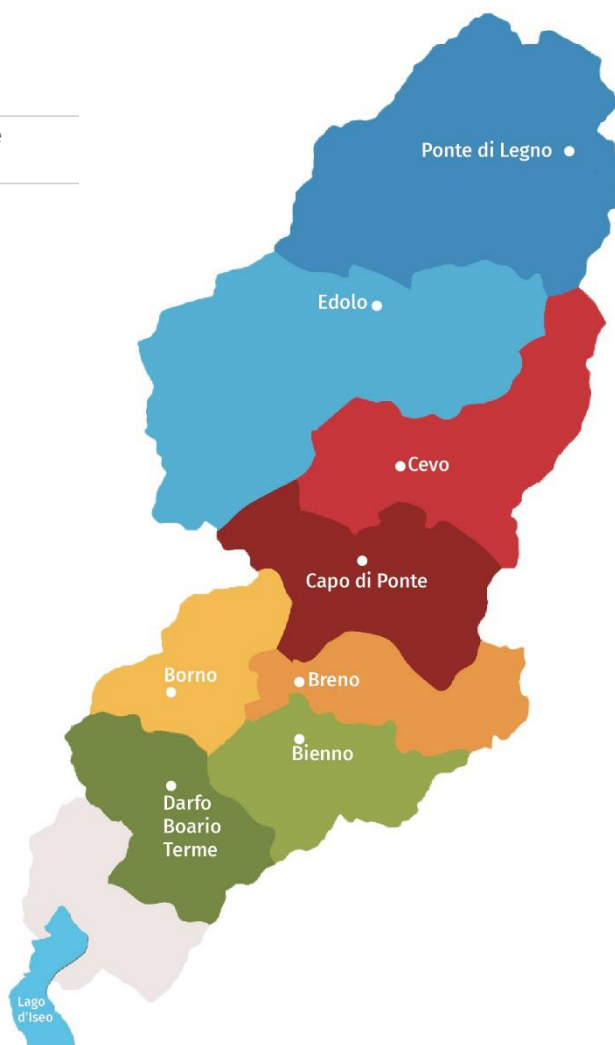 Ponte di Legno
Edolo
Cevo
Capo di Ponte
Borno
Breno
Bienno
Darfo
Boario
Terme
Lago
d'Iseo